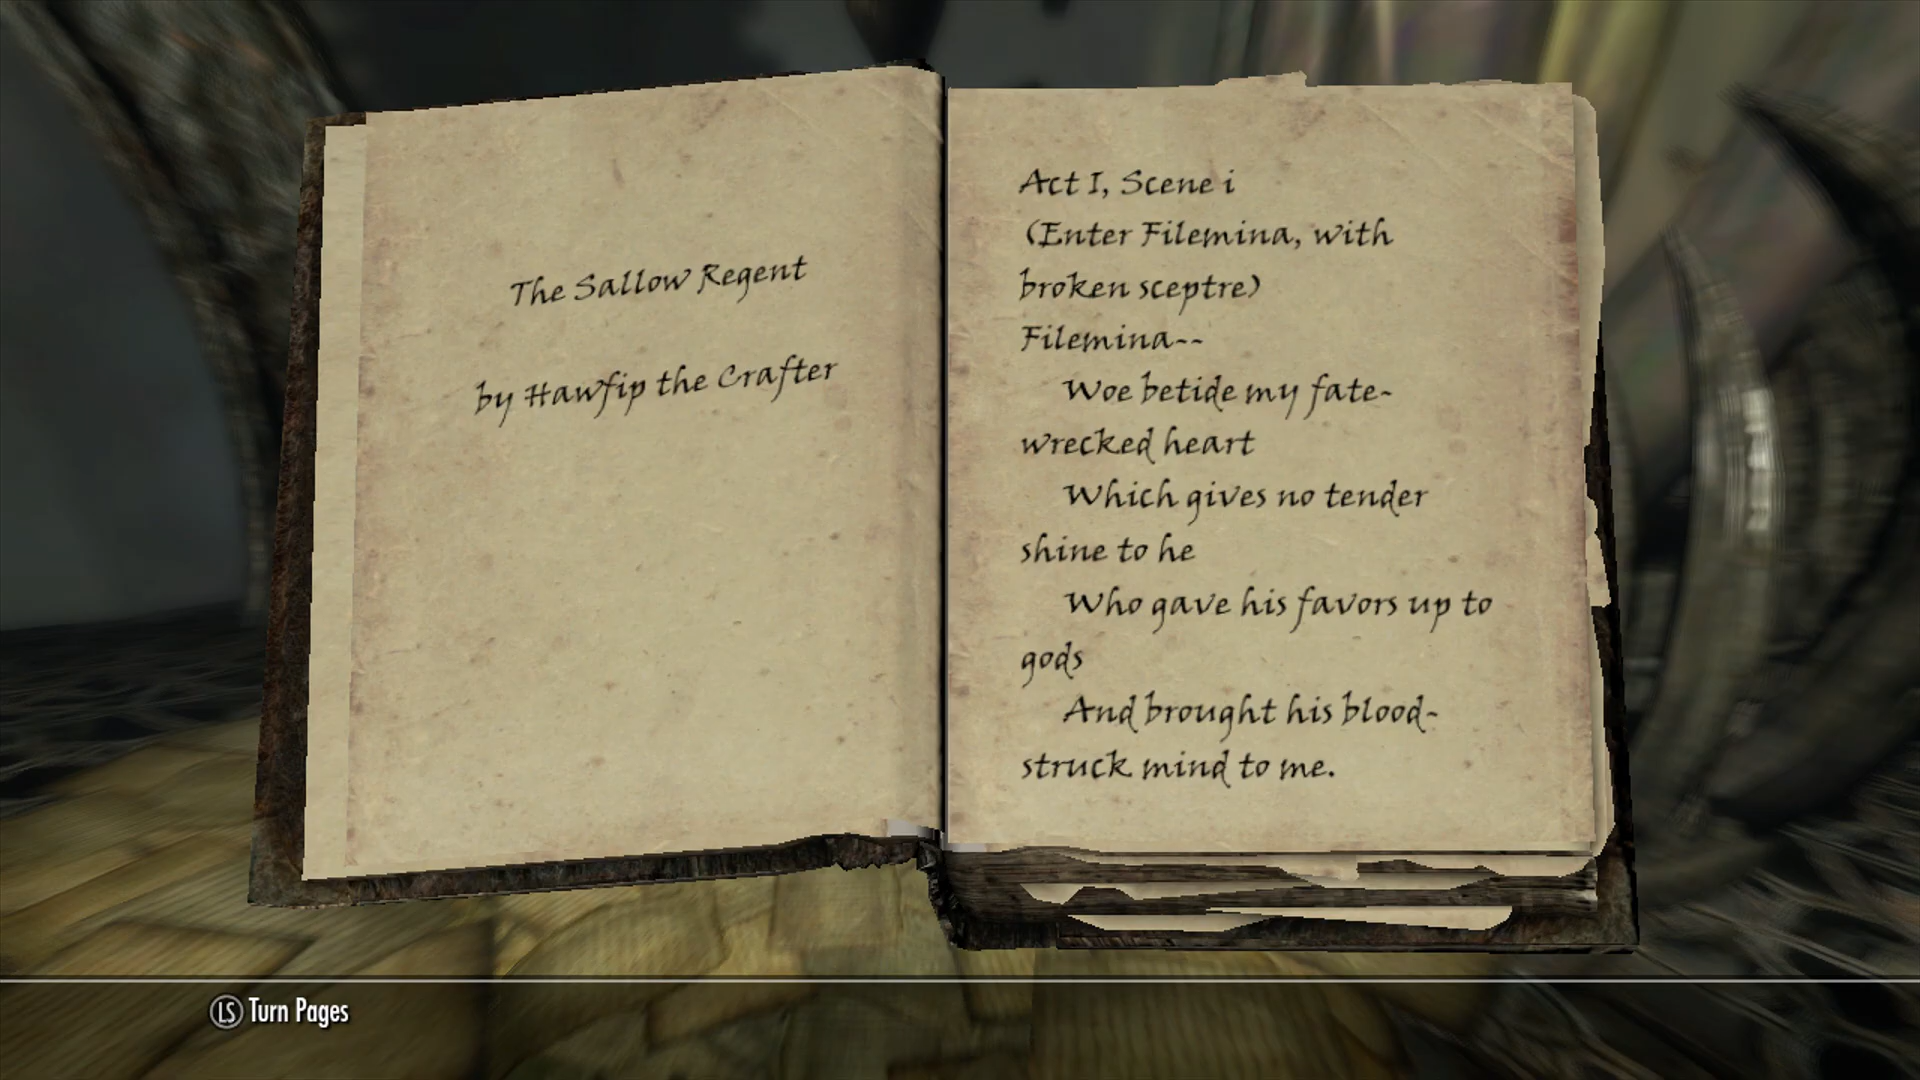 The Sallow Regent
by Hawfip the Crafter
Act I, Scene i
(Enter Filemina, with
broken sceptre)
Filemina--
Woe betide my fate-
wrecked heart
Which gives no tender
shine to he
Who gave his favors up to
gods
And brought his blood-
struck mind to me.
LS Turn Pages